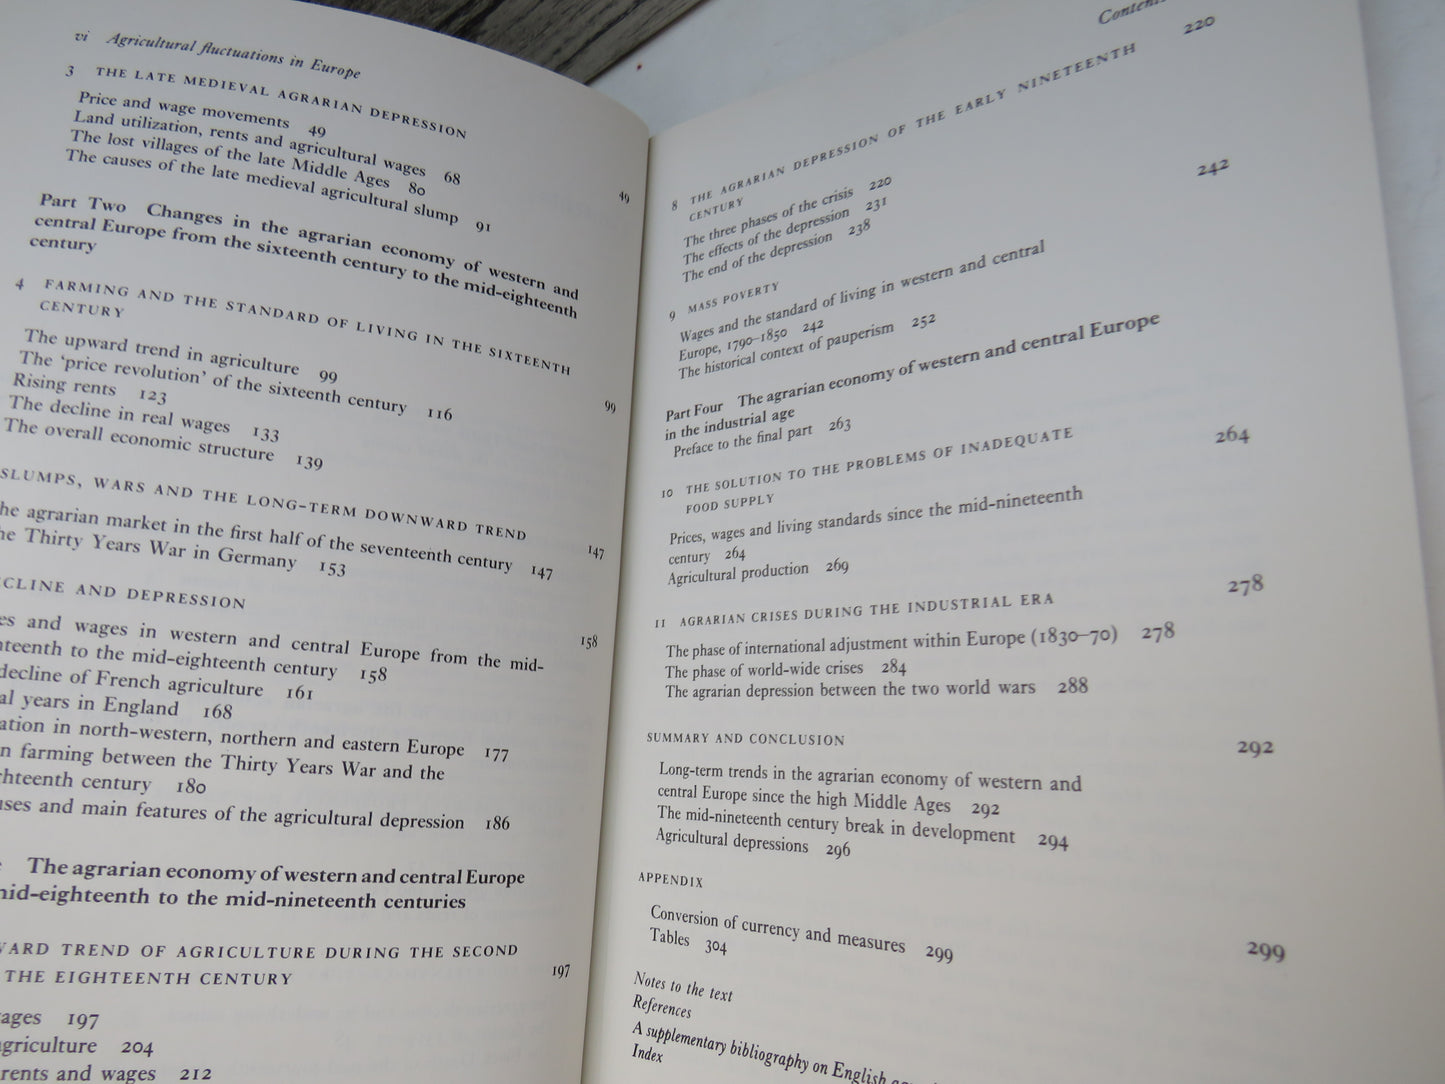 vi Agricultural fluctuations in Europe
3 THE LATE MEDIEVAL AGRARIAN DEPRESSION 49
Price and wage movements 49
Land utilization, rents and agricultural wages 68
The lost villages of the late Middle Ages 80
The causes of the late medieval agricultural slump 91
Part Two Changes in the agrarian economy of western and
central Europe from the sixteenth century to the mid-eighteenth
century
4 FARMING AND THE STANDARD OF LIVING IN THE SIXTEENTH
CENTURY 99
The upward trend in agriculture 99
The 'price revolution' of the sixteenth century 116
Rising rents 123
The decline in real wages 133
The overall economic structure 139
SLUMPS, WARS AND THE LONG-TERM DOWNWARD TREND 147
he agrarian market in the first half of the seventeenth century 147
he Thirty Years War in Germany 153
CLINE AND DEPRESSION 158
es and wages in western and central Europe from the mid-
nteenth to the mid-eighteenth century 158
decline of French agriculture 161
al years in England 168
ation in north-western, northern and eastern Europe 177
n farming between the Thirty Years War and the
ghteenth century 180
uses and main features of the agricultural depression 186
The agrarian economy of western and central Europe
mid-eighteenth to the mid-nineteenth centuries
WARD TREND OF AGRICULTURE DURING THE SECOND
THE EIGHTEENTH CENTURY 197
ages 197
griculture 204
rents and wages 212
8 THE AGRARIAN DEPRESSION OF THE EARLY NINETEENTH 220
CENTURY
The three phases of the crisis 220
The effects of the depression 231
The end of the depression 238
9 MASS POVERTY 242
Wages and the standard of living in western and central
Europe, 1790–1850 242
The historical context of pauperism 252
Part Four The agrarian economy of western and central Europe
in the industrial age
Preface to the final part 263
10 THE SOLUTION TO THE PROBLEMS OF INADEQUATE 264
FOOD SUPPLY
Prices, wages and living standards since the mid-nineteenth
century 264
Agricultural production 269
11 AGRARIAN CRISES DURING THE INDUSTRIAL ERA 278
The phase of international adjustment within Europe (1830–70) 278
The phase of world-wide crises 284
The agrarian depression between the two world wars 288
SUMMARY AND CONCLUSION 292
Long-term trends in the agrarian economy of western and
central Europe since the high Middle Ages 292
The mid-nineteenth century break in development 294
Agricultural depressions 296
APPENDIX 299
Conversion of currency and measures 299
Tables 304
Notes to the text
References
A supplementary bibliography on English
Index